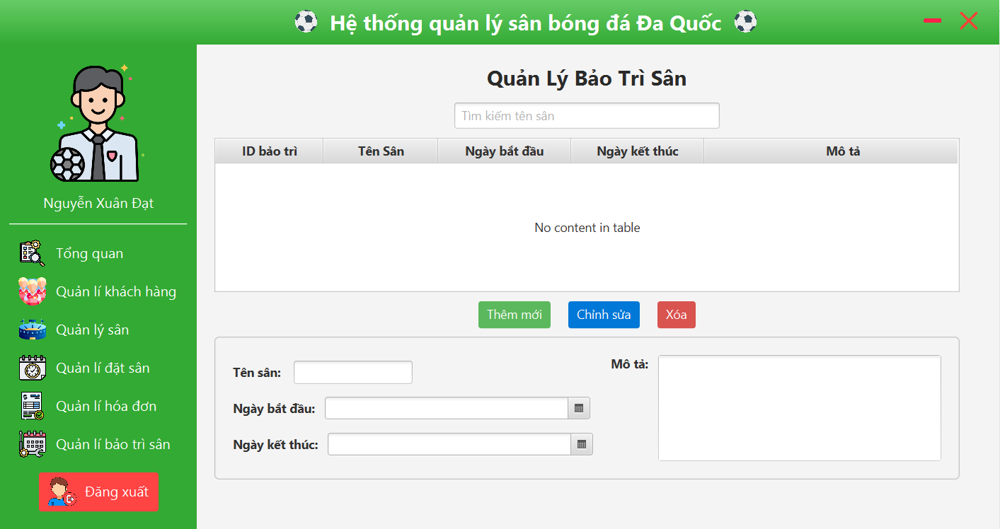 Hệ thống quản lý sân bóng đá Đa Quốc
Nguyễn Xuân Đạt
Tổng quan
Quản lí khách hàng
Quản lý sân
Quản lí đặt sân
Quản lí hóa đơn
Quản lí bảo trì sân
Đăng xuất
Quản Lý Bảo Trì Sân
Tìm kiếm tên sân
ID bảo trì Tên Sân Ngày bắt đầu Ngày kết thúc Mô tả
No content in table
Thêm mới Chỉnh sửa Xóa
Tên sân:
Ngày bắt đầu:
Ngày kết thúc:
Mô tả: